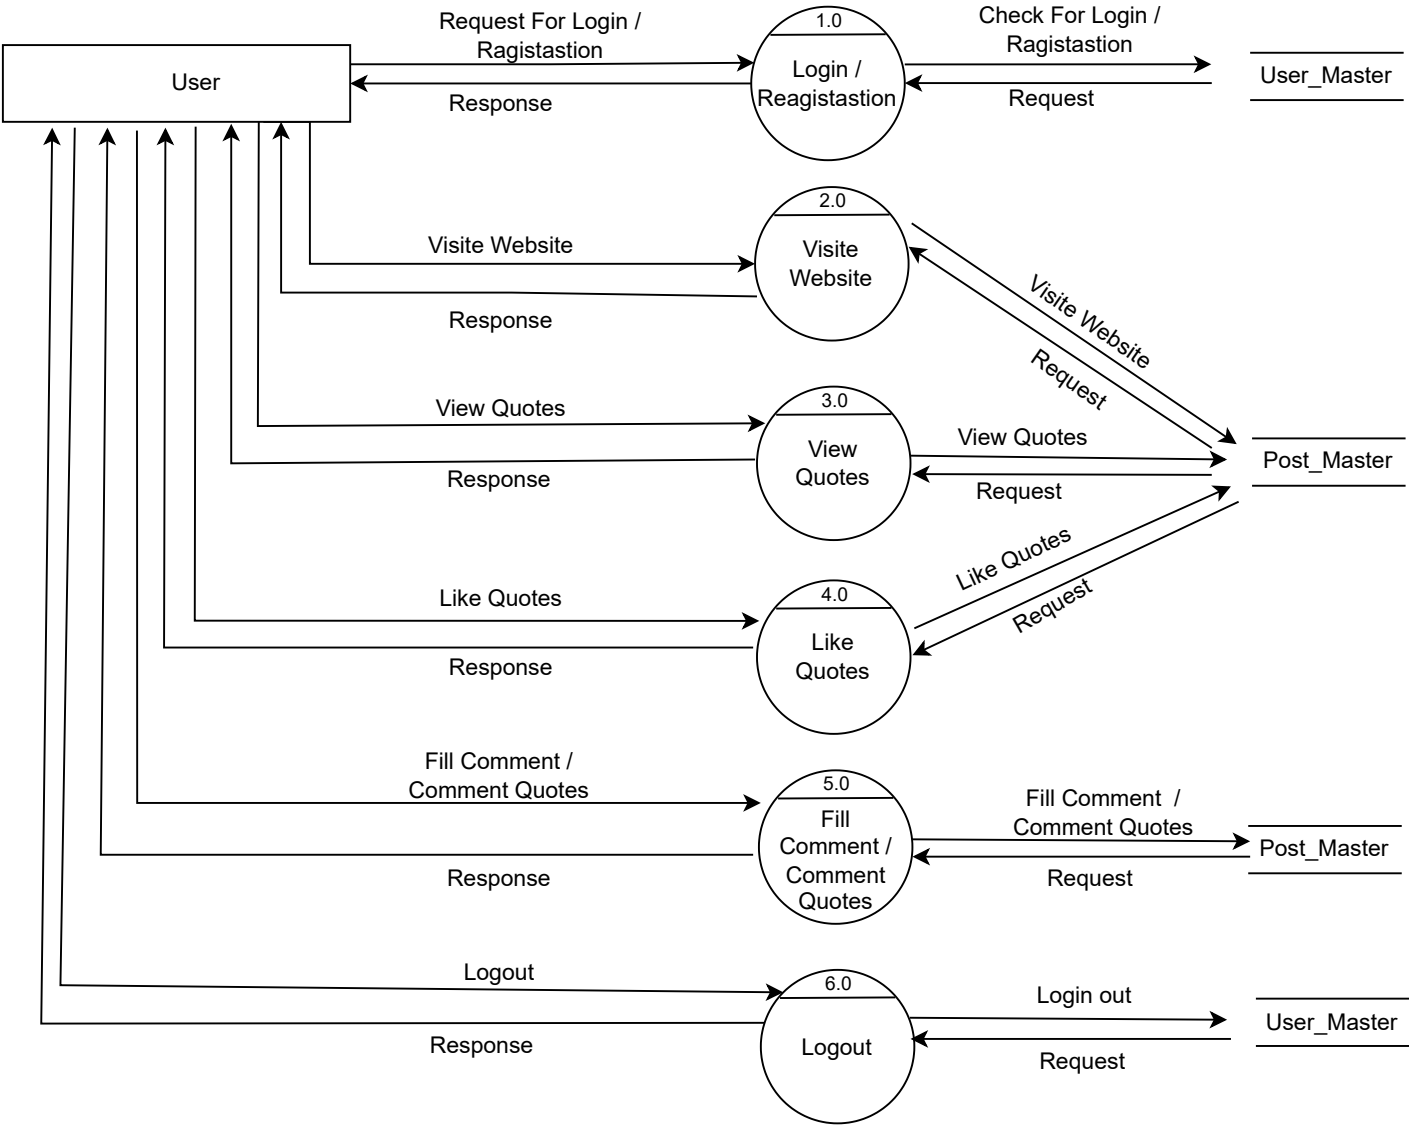 Request For Login /
Ragistastion
1.0
Check For Login /
Ragistastion
User
Login /
Reagistastion
User_Master
Response
Request
2.0
Visite Website
Visite
Website
Visite Website
Response
Request
3.0
View Quotes
View
Quotes
View Quotes
Post_Master
Response
Request
4.0
Like Quotes
Like
Quotes
Like Quotes
Request
Response
Fill Comment /
Comment Quotes
5.0
Fill
Comment /
Comment
Quotes
Fill Comment /
Comment Quotes
Post_Master
Response
Request
Logout
6.0
Login out
User_Master
Logout
Response
Request